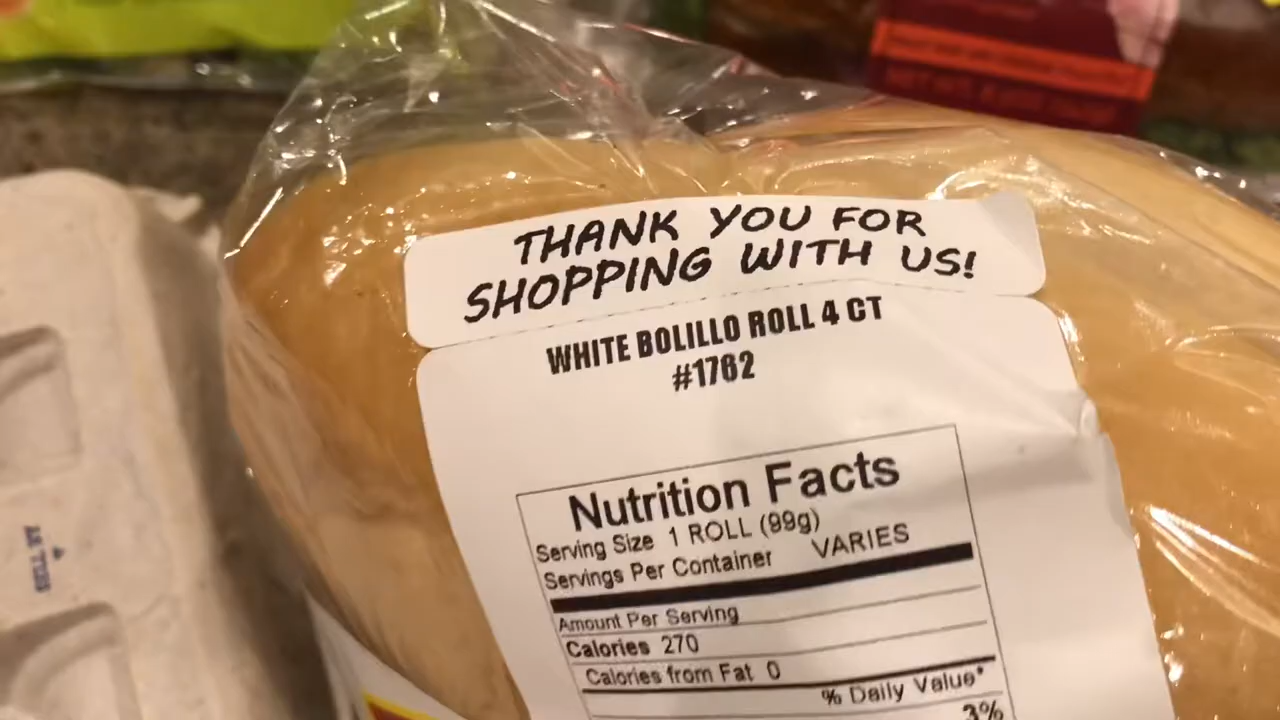 THANK YOU FOR
SHOPPING WITH US!
WHITE BOLILLO ROLL 4 CT
#1762
Nutrition Facts
Serving Size 1 ROLL (99g)
Servings Per Container VARIES
Amount Per Serving
Calories 270
Calories from Fat 0
% Daily Value*
3%